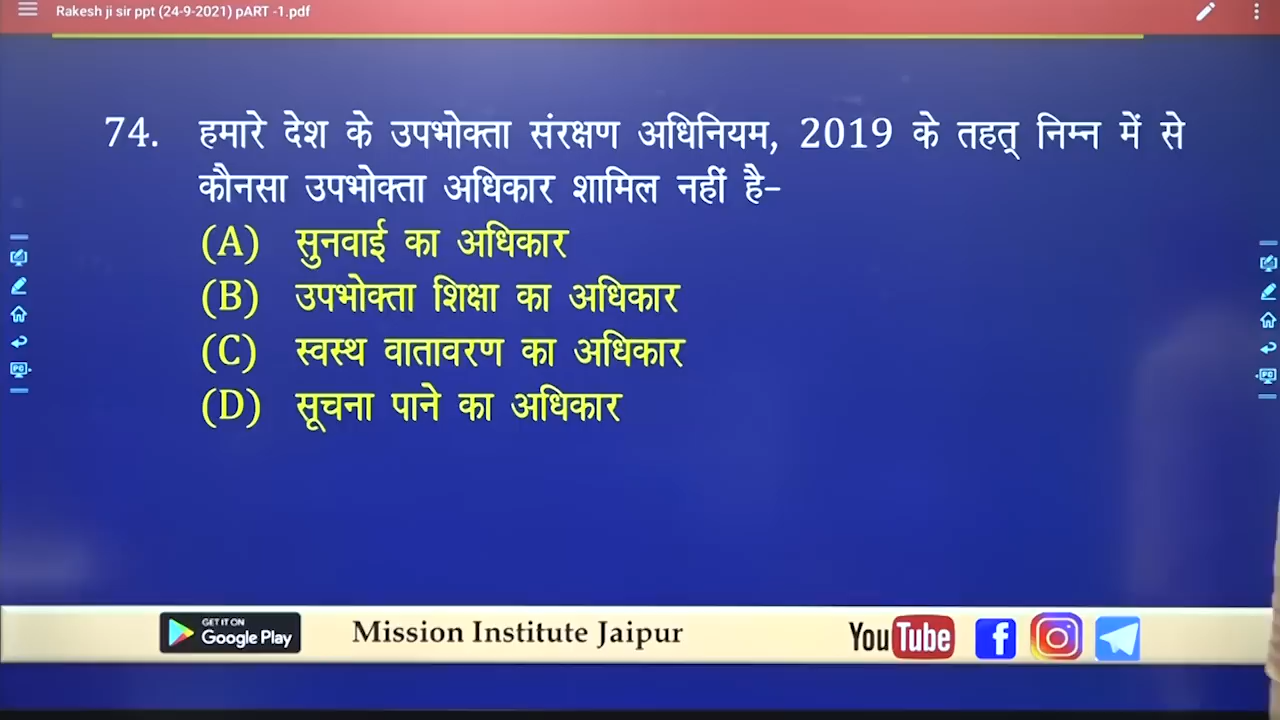 Rakesh ji sir ppt (24-9-2021) pART -1.pdf
74. हमारे देश के उपभोक्ता संरक्षण अधिनियम, 2019 के तहत् निम्न में से
कौनसा उपभोक्ता अधिकार शामिल नहीं है-
(A) सुनवाई का अधिकार
(B) उपभोक्ता शिक्षा का अधिकार
(C) स्वस्थ वातावरण का अधिकार
(D) सूचना पाने का अधिकार
PC
PC
GET IT ON
Google Play
Mission Institute Jaipur
YouTube